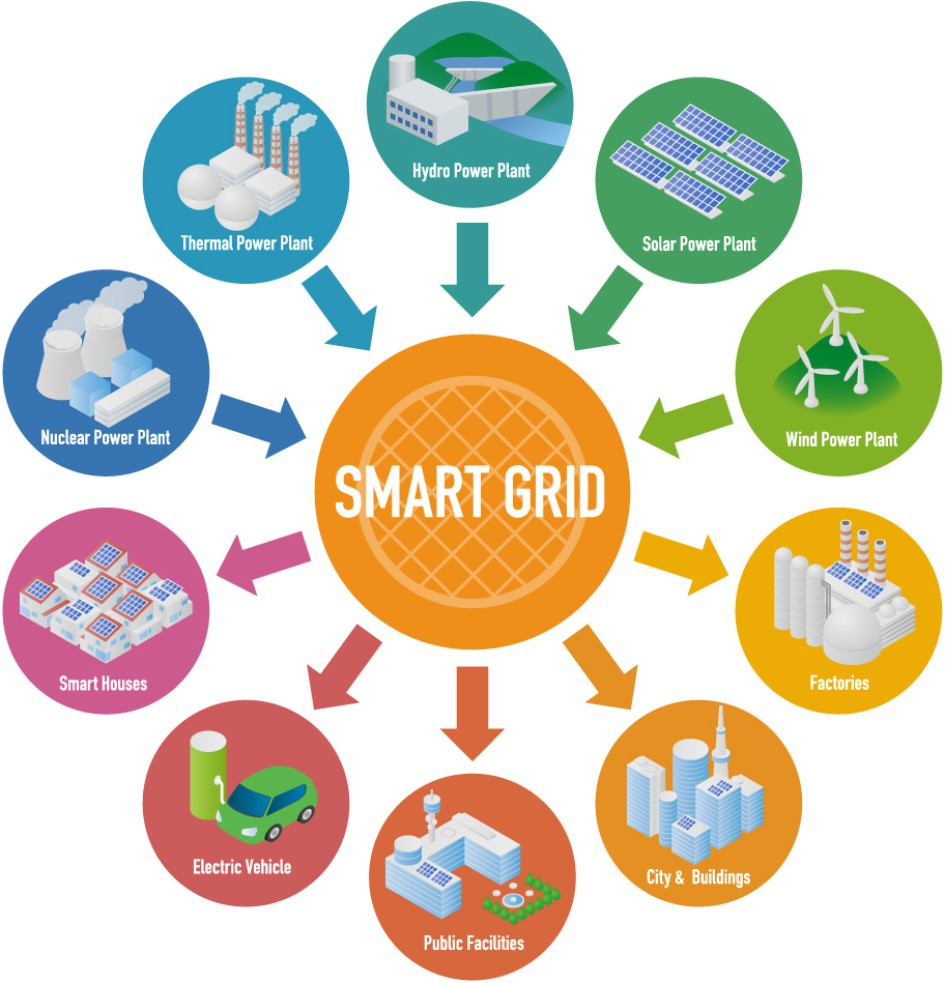 Hydro Power Plant
Thermal Power Plant
Solar Power Plant
Nuclear Power Plant
Wind Power Plant
SMART GRID
Smart Houses
Factories
Electric Vehicle
City & Buildings
Public Facilities